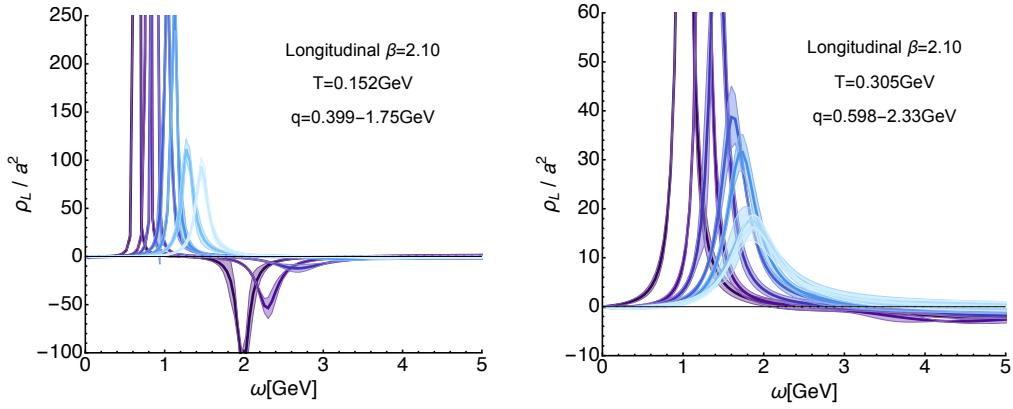 250
200
150
100
50
0
−50
−100
ρL / a²
Longitudinal β=2.10
T=0.152GeV
q=0.399−1.75GeV
0 1 2 3 4 5
ω[GeV]
60
50
40
30
20
10
0
−10
ρL / a²
Longitudinal β=2.10
T=0.305GeV
q=0.598−2.33GeV
0 1 2 3 4 5
ω[GeV]